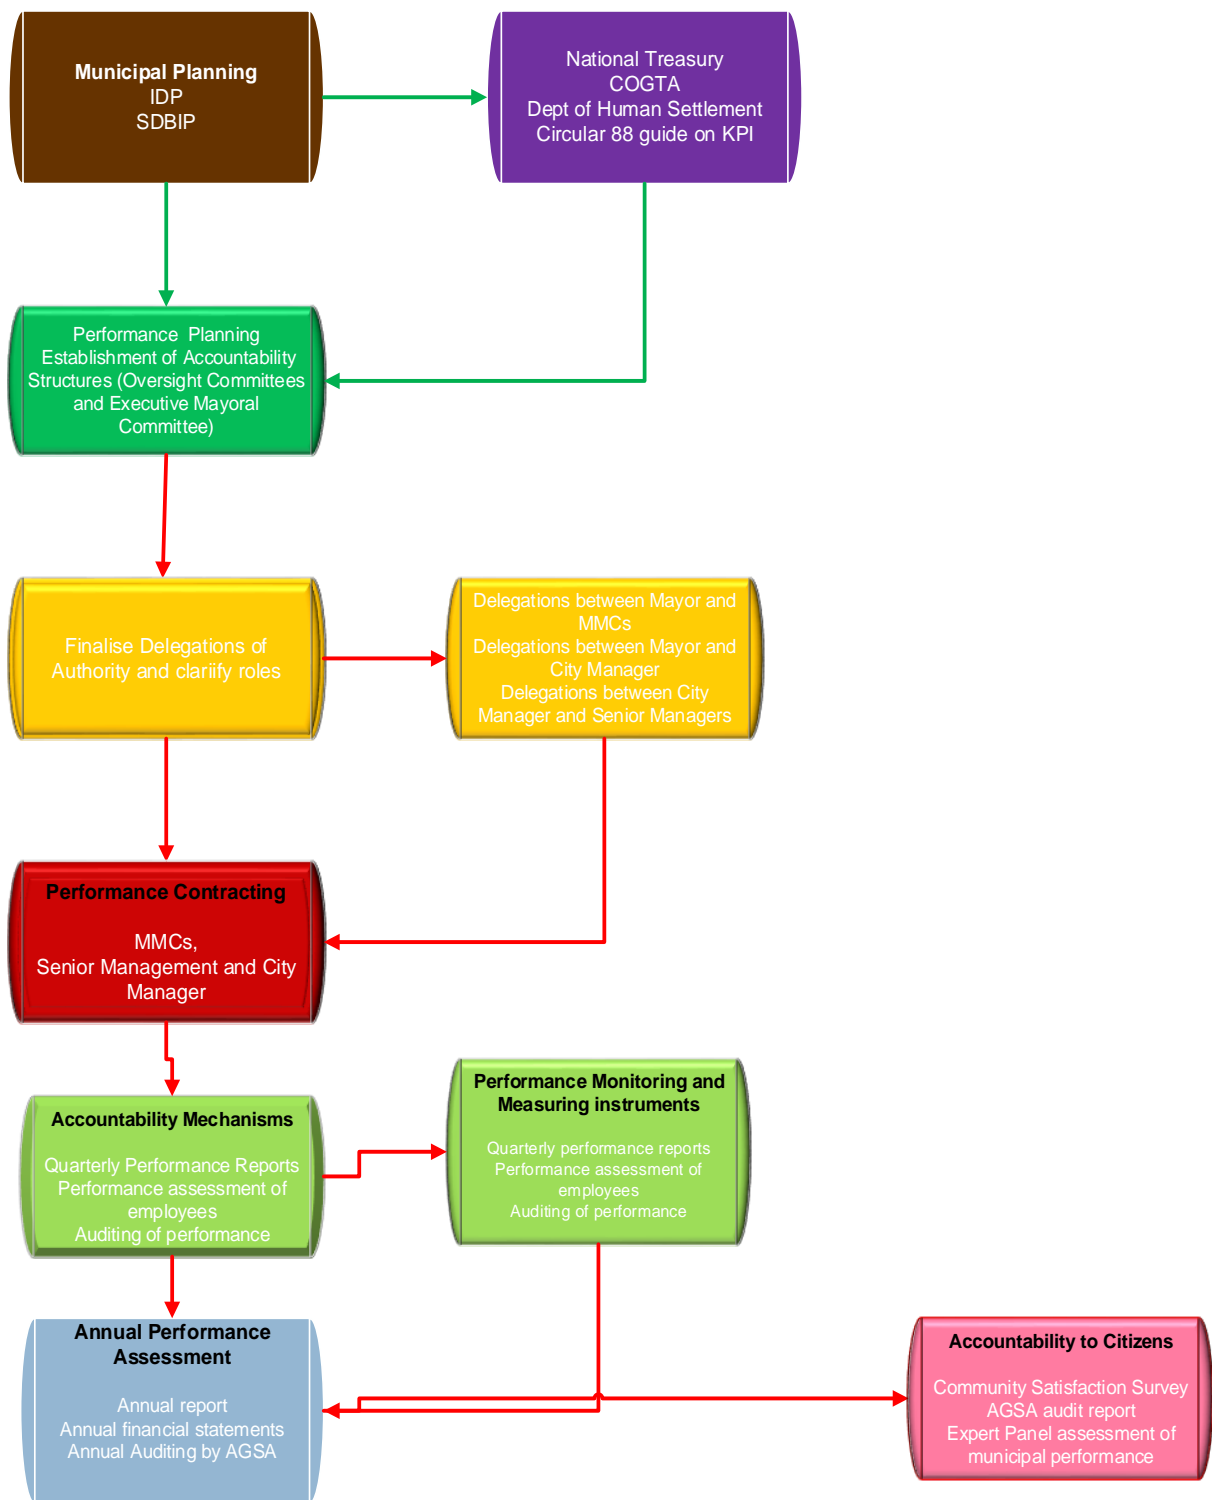 Municipal Planning
IDP
SDBIP
National Treasury
COGTA
Dept of Human Settlement
Circular 88 guide on KPI
Performance  Planning
Establishment of Accountability
Structures (Oversight Committees
and Executive Mayoral
Committee)
Finalise Delegations of
Authority and clariify roles
Delegations between Mayor and
MMCs
Delegations between Mayor and
City Manager
Delegations between City
Manager and Senior Managers
Performance Contracting
MMCs,
Senior Management and City
Manager
Accountability Mechanisms
Quarterly Performance Reports
Performance assessment of
employees
Auditing of performance
Performance Monitoring and
Measuring instruments
Quarterly performance reports
Performance assessment of
employees
Auditing of performance
Annual Performance
Assessment
Annual report
Annual financial statements
Annual Auditing by AGSA
Accountability to Citizens
Community Satisfaction Survey
AGSA audit report
Expert Panel assessment of
municipal performance